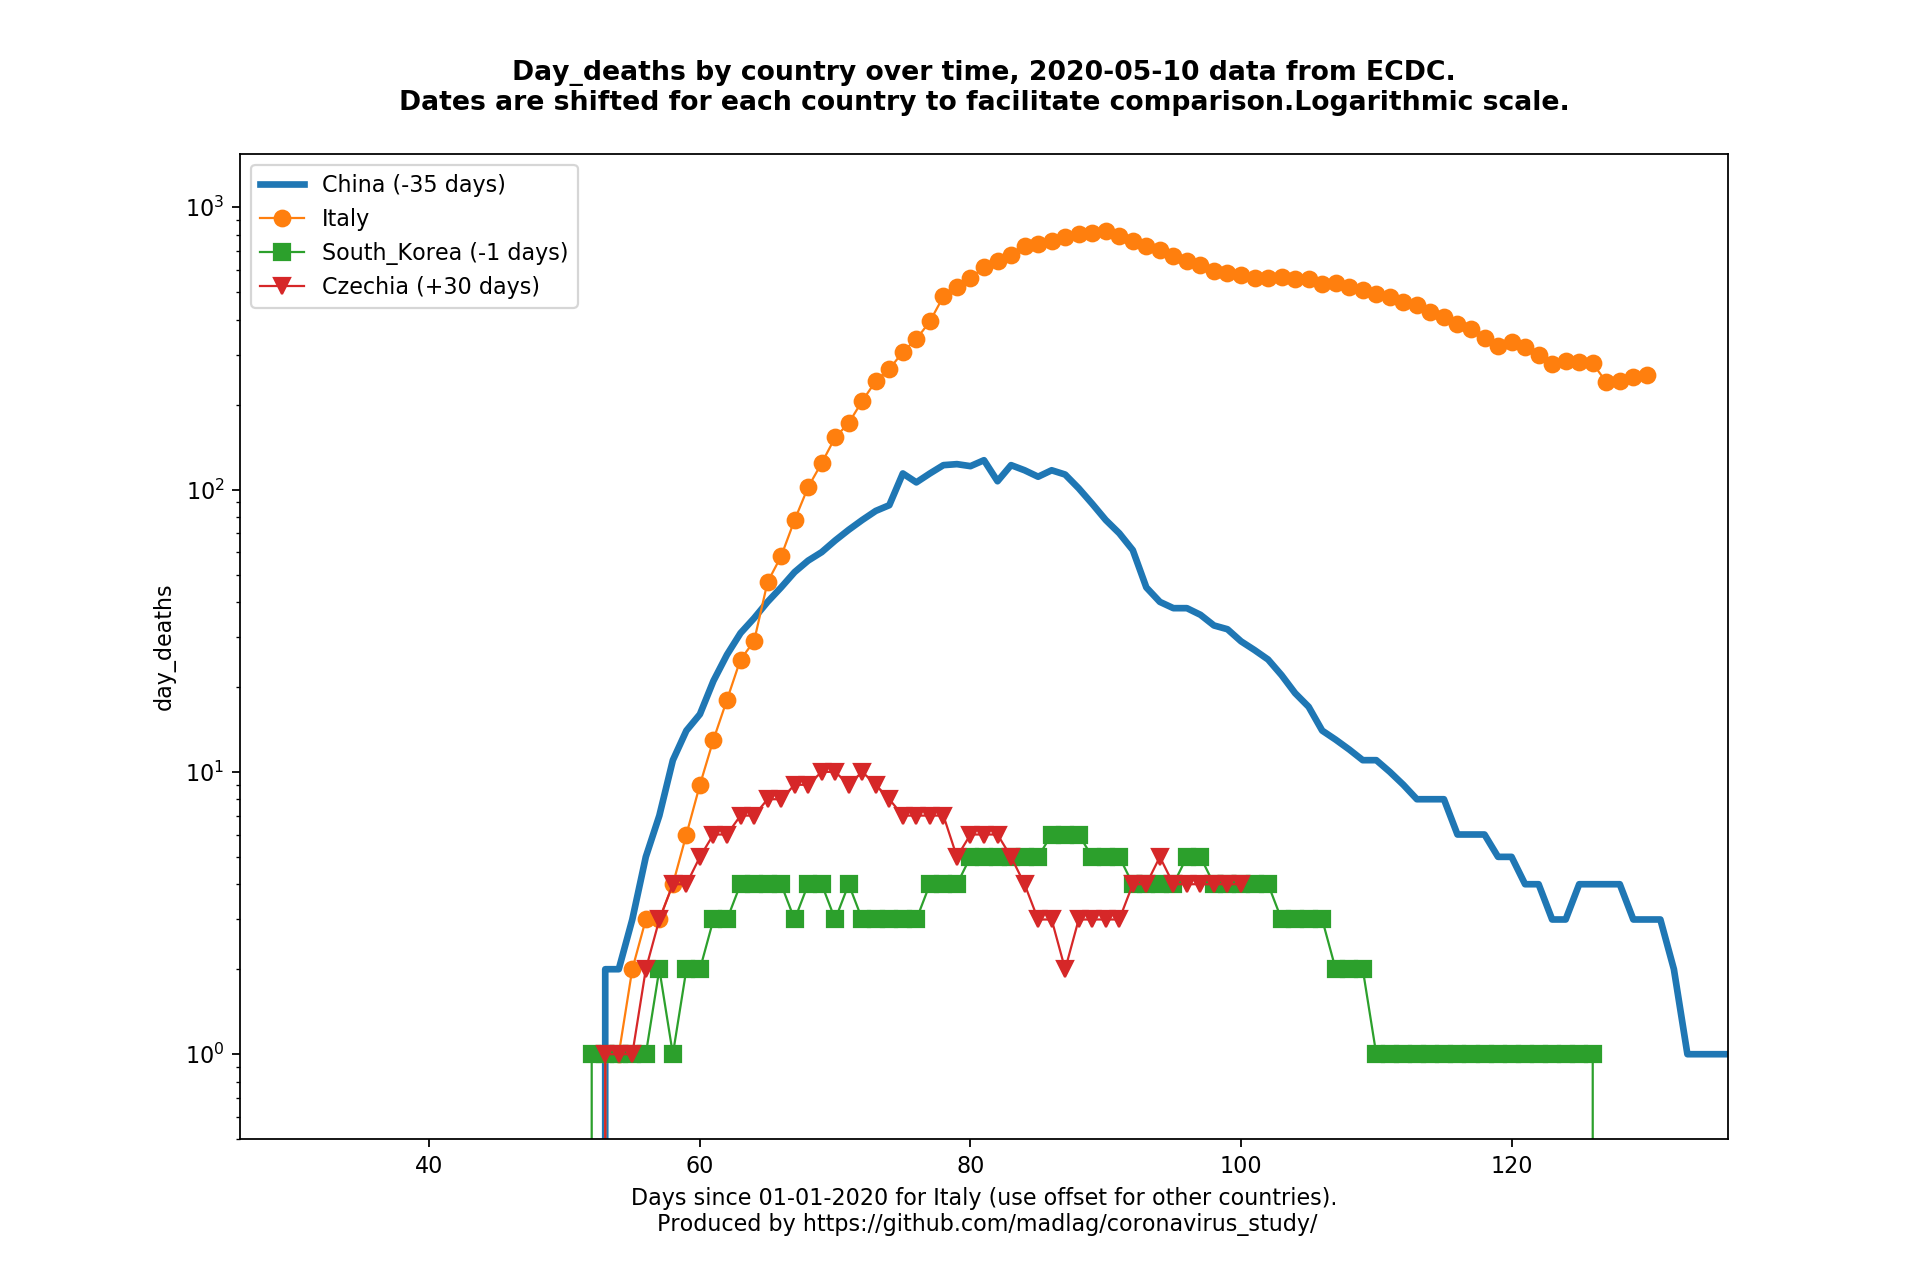 Day_deaths by country over time, 2020-05-10 data from ECDC.
Dates are shifted for each country to facilitate comparison.Logarithmic scale.
China (-35 days)
Italy
South_Korea (-1 days)
Czechia (+30 days)
10³
10²
10¹
10⁰
day_deaths
40 60 80 100 120
Days since 01-01-2020 for Italy (use offset for other countries).
Produced by https://github.com/madlag/coronavirus_study/